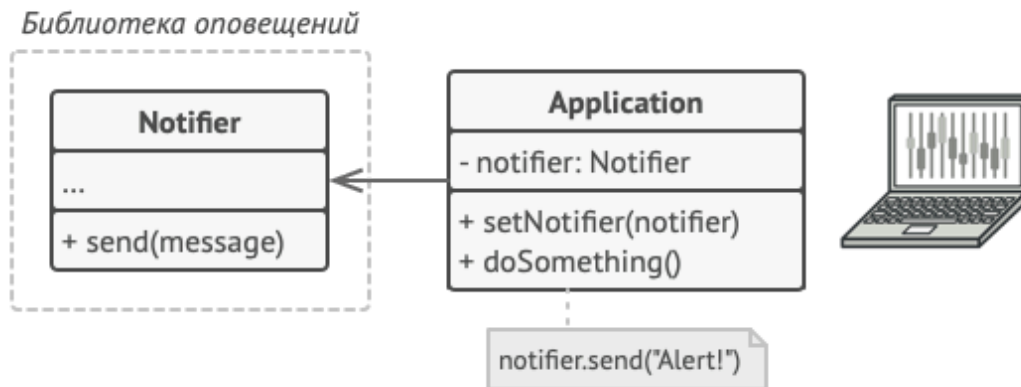 Библиотека оповещений
Notifier
...
+ send(message)
Application
- notifier: Notifier
+ setNotifier(notifier)
+ doSomething()
notifier.send("Alert!")